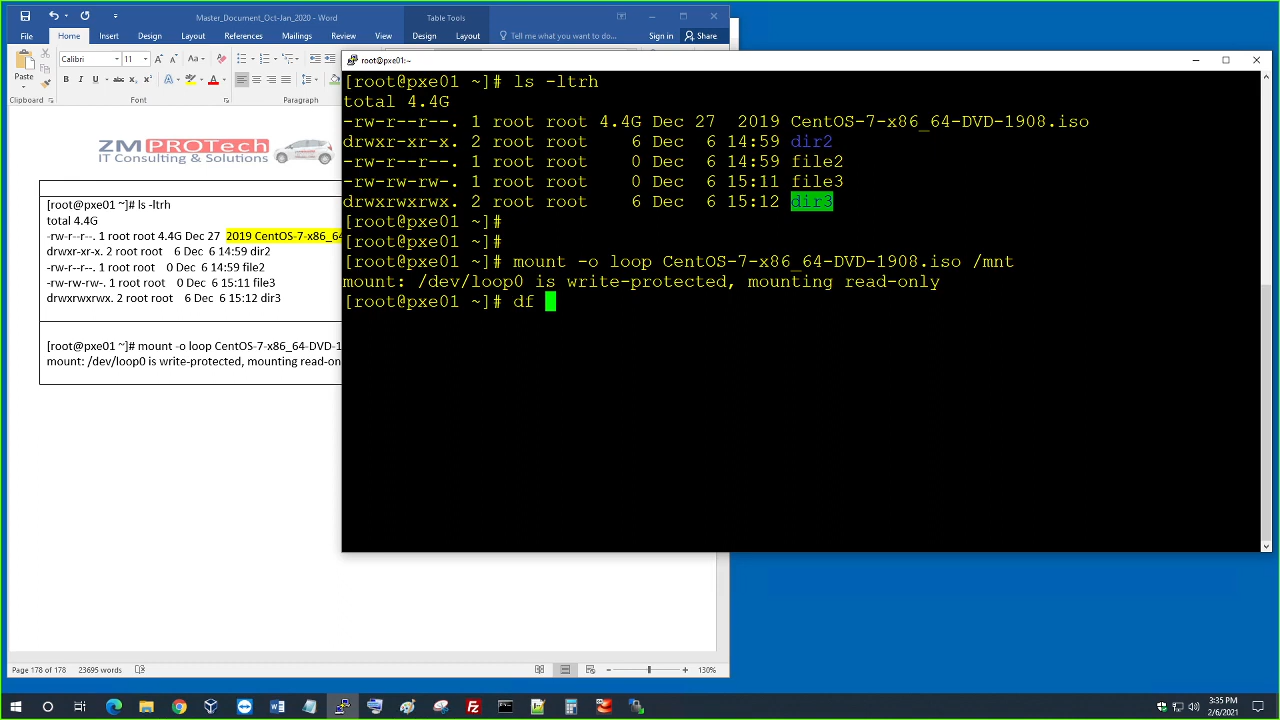 Master_Document_Oct-Jan_2020 - Word
Table Tools
File Home Insert Design Layout References Mailings Review View Design Layout Tell me what you want to do... Sign in Share
Calibri 11
Paste
B I U abc x₂ x² A
Clipboard Font Paragraph
ZM PROTech
IT Consulting & Solutions
[root@pxe01 ~]# ls -ltrh
total 4.4G
-rw-r--r--. 1 root root 4.4G Dec 27 2019 CentOS-7-x86_64
drwxr-xr-x. 2 root root 6 Dec 6 14:59 dir2
-rw-r--r--. 1 root root 0 Dec 6 14:59 file2
-rw-rw-rw-. 1 root root 0 Dec 6 15:11 file3
drwxrwxrwx. 2 root root 6 Dec 6 15:12 dir3
[root@pxe01 ~]# mount -o loop CentOS-7-x86_64-DVD-1
mount: /dev/loop0 is write-protected, mounting read-on
Page 178 of 178 23695 words
130%
root@pxe01:~
[root@pxe01 ~]# ls -ltrh
total 4.4G
-rw-r--r--. 1 root root 4.4G Dec 27 2019 CentOS-7-x86_64-DVD-1908.iso
drwxr-xr-x. 2 root root 6 Dec 6 14:59 dir2
-rw-r--r--. 1 root root 0 Dec 6 14:59 file2
-rw-rw-rw-. 1 root root 0 Dec 6 15:11 file3
drwxrwxrwx. 2 root root 6 Dec 6 15:12 dir3
[root@pxe01 ~]#
[root@pxe01 ~]#
[root@pxe01 ~]# mount -o loop CentOS-7-x86_64-DVD-1908.iso /mnt
mount: /dev/loop0 is write-protected, mounting read-only
[root@pxe01 ~]# df
3:35 PM
2/6/2021